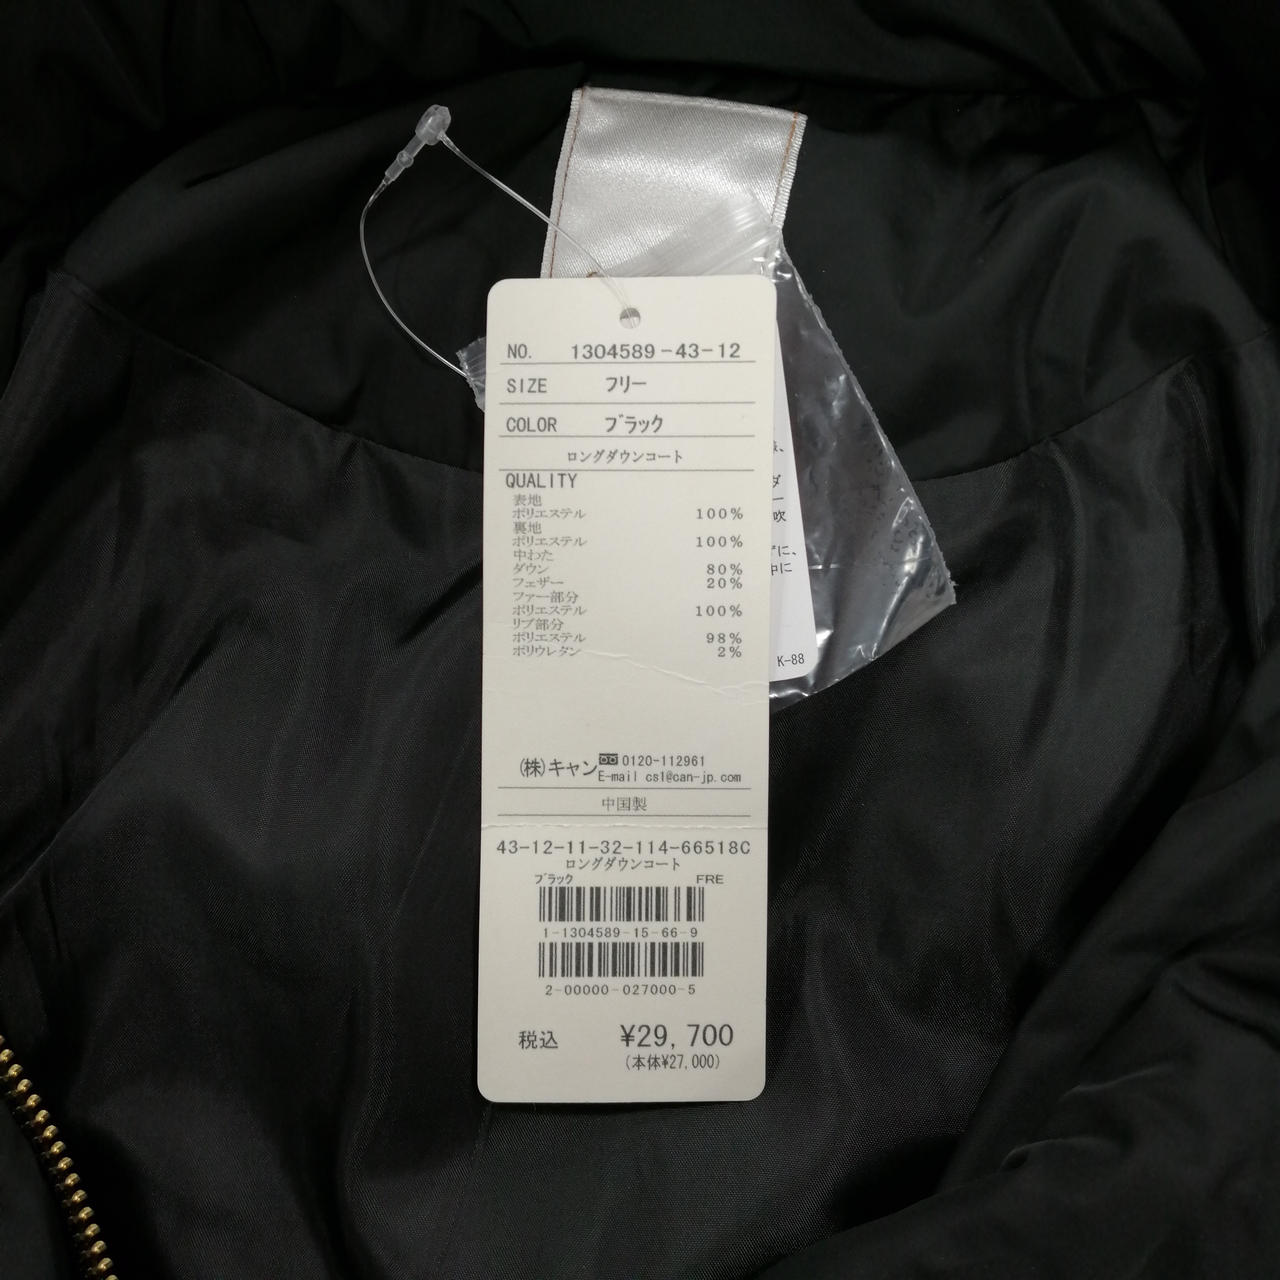 NO. 1304589-43-12
SIZE フリー
COLOR ブラック
ロングダウンコート
QUALITY
表地
ポリエステル 100%
裏地
ポリエステル 100%
中わた
ダウン 80%
フェザー 20%
ファー部分
ポリエステル 100%
リブ部分
ポリエステル 98%
ポリウレタン 2%
(株)キャン 0120-112961
E-mail cs1@can-jp.com
中国製
43-12-11-32-114-66518C
ロングダウンコート
ブラック FRE
1-1304589-15-66-9
2-00000-027000-5
税込 ¥29,700
(本体¥27,000)
ダ
吹
に、
中に
K-88